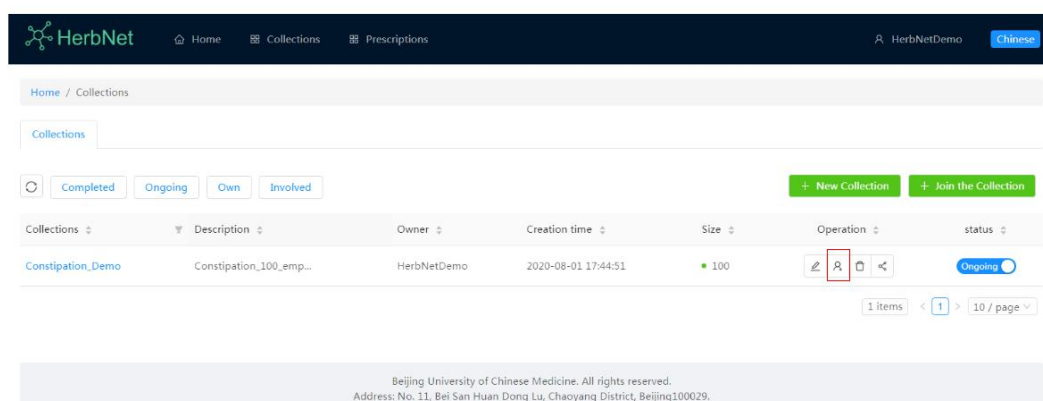 HerbNet Home Collections Prescriptions HerbNetDemo Chinese
Home / Collections
Collections
Completed Ongoing Own Involved + New Collection + Join the Collection
Collections Description Owner Creation time Size Operation status
Constipation_Demo Constipation_100_emp... HerbNetDemo 2020-08-01 17:44:51 100 Ongoing
1 items < 1 > 10 / page
Beijing University of Chinese Medicine. All rights reserved.
Address: No. 11, Bei San Huan Dong Lu, Chaoyang District, Beijing100029.